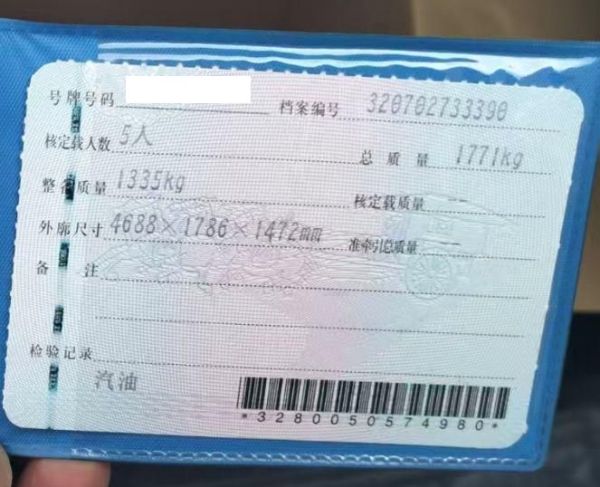 号牌号码 档案编号 320702733390
核定载人数 5人 总质量 1771kg
整备质量 1335kg 核定载质量 --
外廓尺寸 4688×1786×1472mm 准牵引总质量 --
备注
检验记录
汽油
*3280050574980*